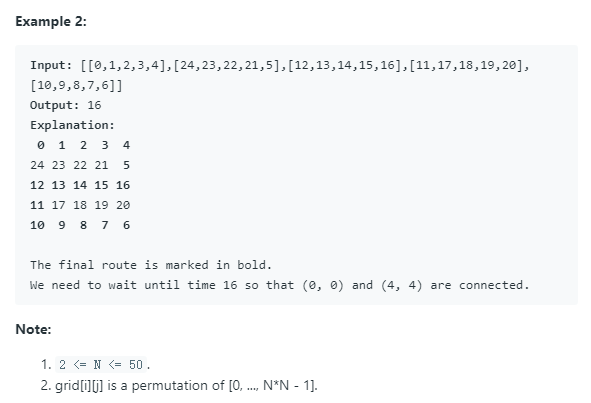 Example 2:
Input: [[0,1,2,3,4],[24,23,22,21,5],[12,13,14,15,16],[11,17,18,19,20],
[10,9,8,7,6]]
Output: 16
Explanation:
0 1 2 3 4
24 23 22 21 5
12 13 14 15 16
11 17 18 19 20
10 9 8 7 6
The final route is marked in bold.
We need to wait until time 16 so that (0, 0) and (4, 4) are connected.
Note:
1. 2 <= N <= 50.
2. grid[i][j] is a permutation of [0, ..., N*N - 1].